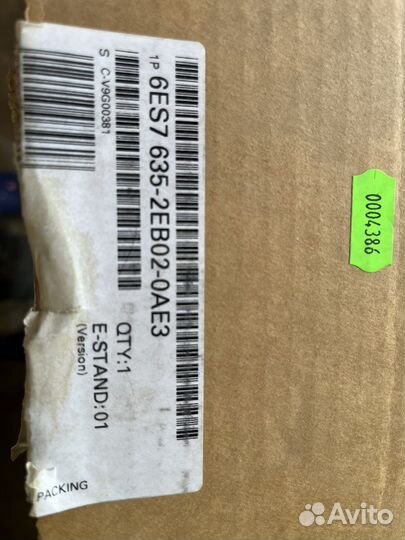 1P 6ES7 635-2EB02-0AE3
S C-V9G00381
QTY:1
E-STAND:01
(Version)
PACKING
0004386
Avito